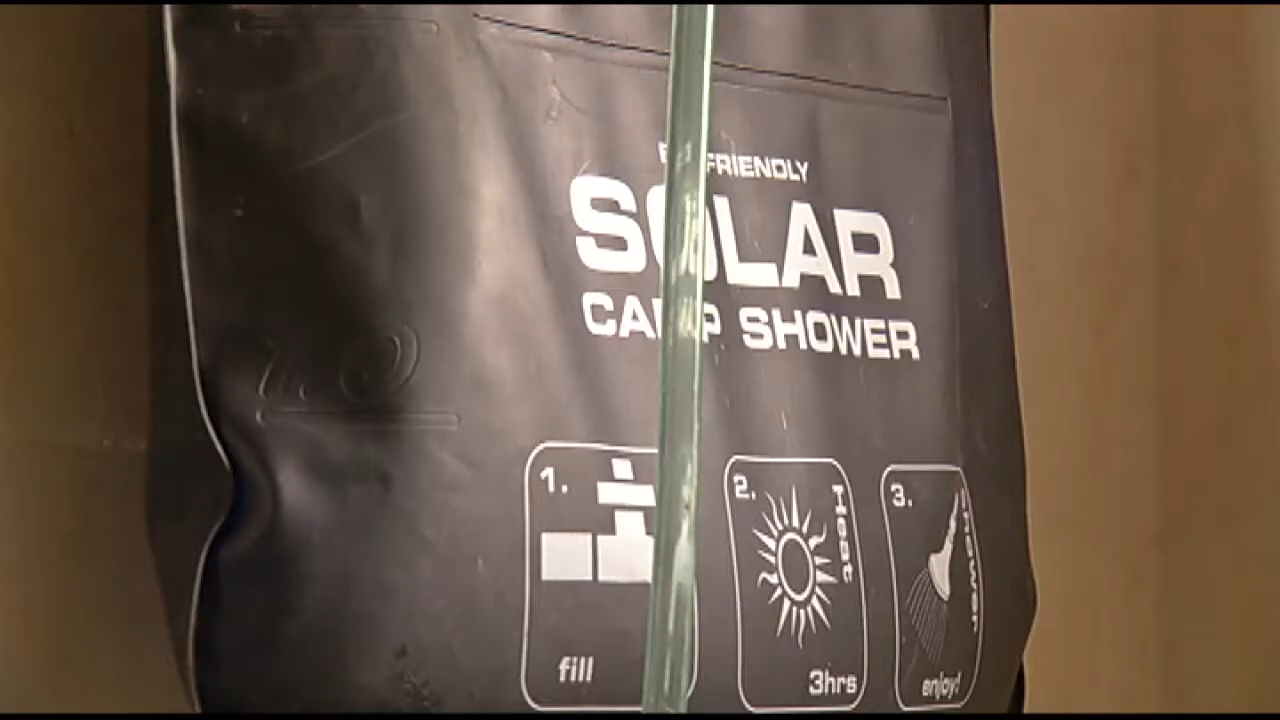 FRIENDLY
SOLAR
CAMP SHOWER
1.
fill
2.
Heat
3hrs
3.
shower
enjoy!